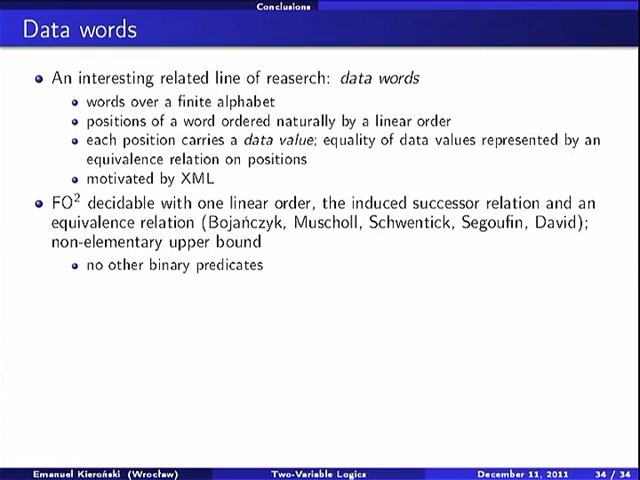 Conclusions
Data words
An interesting related line of reaserch: data words
words over a finite alphabet
positions of a word ordered naturally by a linear order
each position carries a data value; equality of data values represented by an
equivalence relation on positions
motivated by XML
FO² decidable with one linear order, the induced successor relation and an
equivalence relation (Bojańczyk, Muscholl, Schwentick, Segoufin, David);
non-elementary upper bound
no other binary predicates
Emanuel Kieroński (Wrocław) Two-Variable Logics December 11, 2011 34 / 34